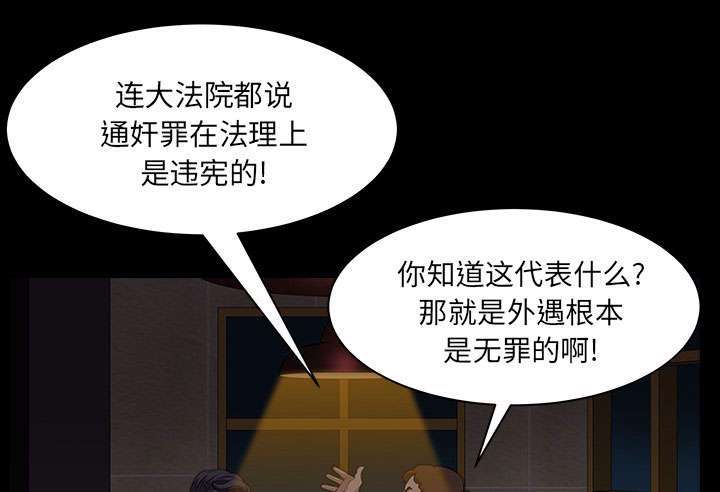 连大法院都说
通奸罪在法理上
是违宪的!
你知道这代表什么?
那就是外遇根本
是无罪的啊!